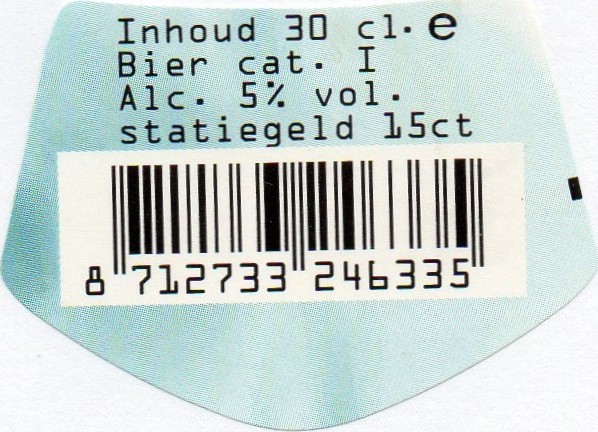 Inhoud 30 cl. e
Bier cat. I
Alc. 5% vol.
statiegeld 15ct
8 712733 246335